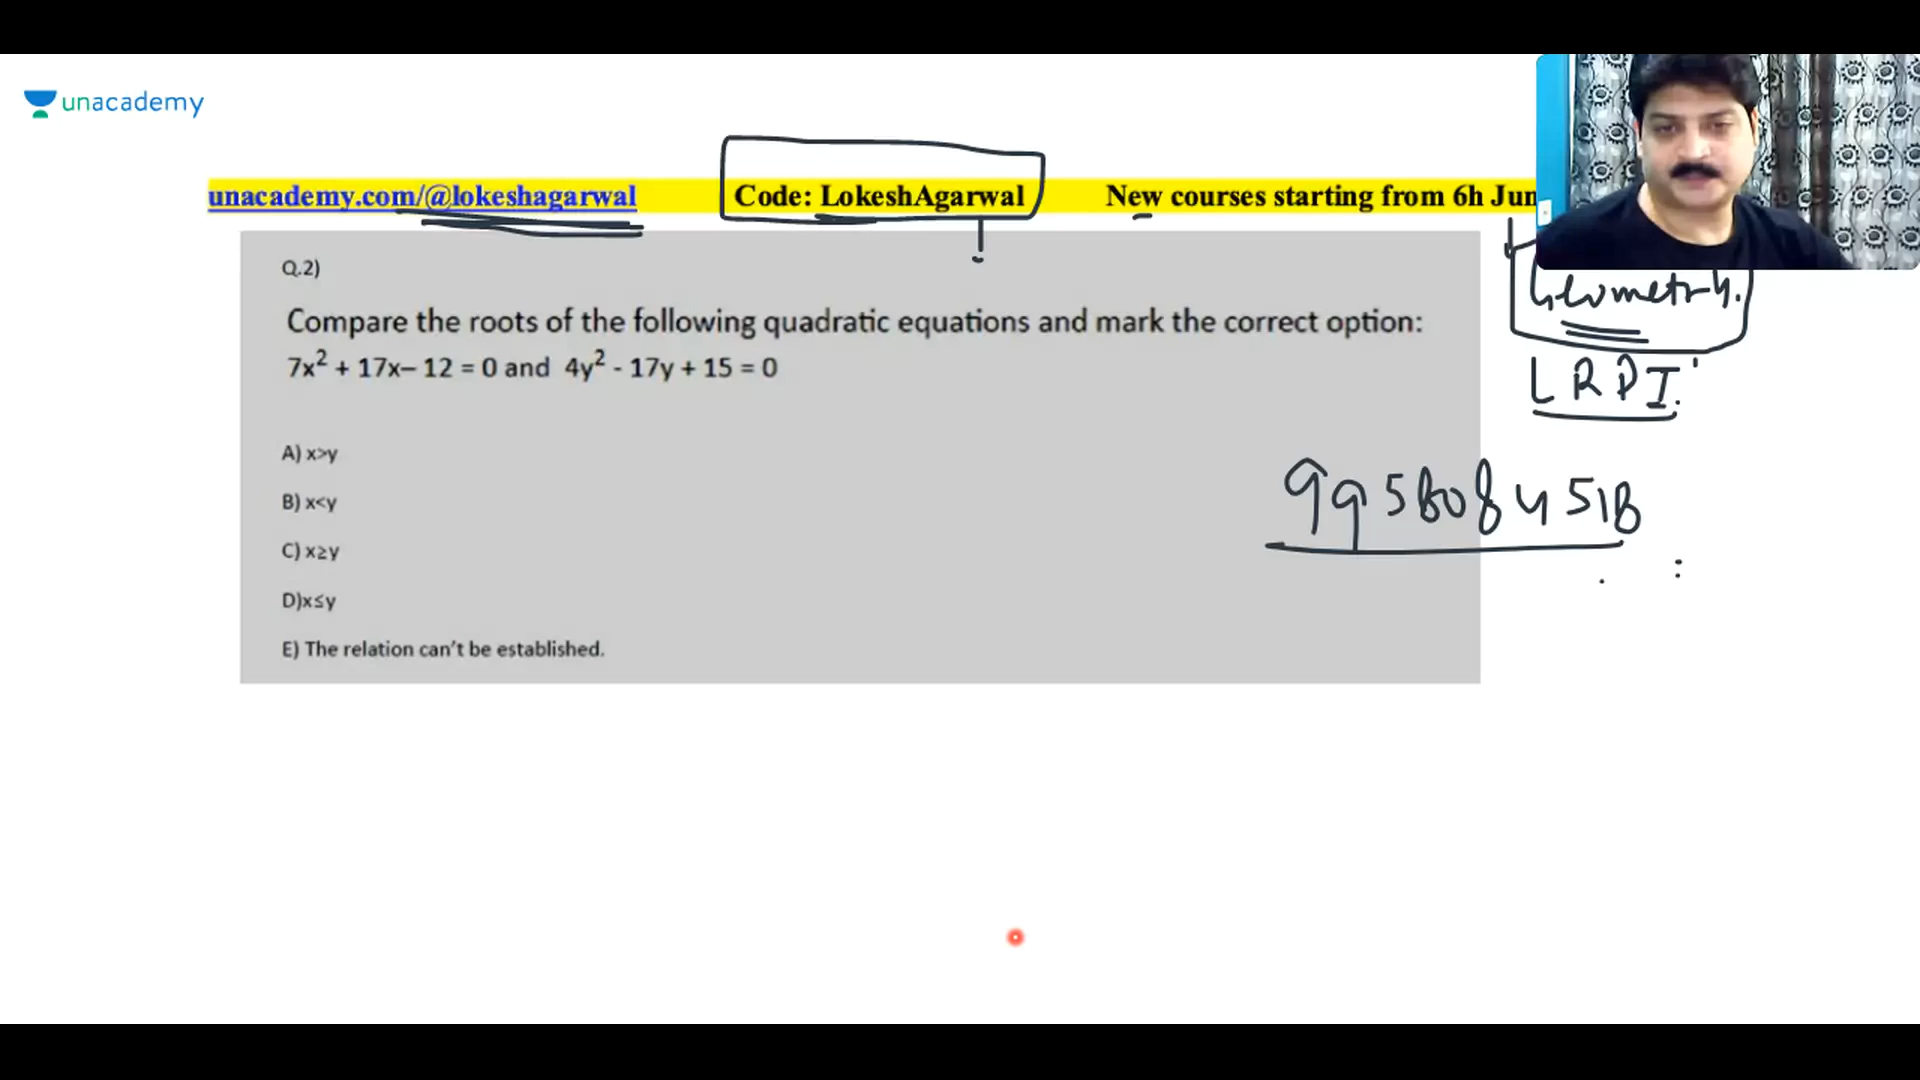 unacademy
unacademy.com/@lokeshagarwal Code: LokeshAgarwal New courses starting from 6h Jun
Q.2)
Compare the roots of the following quadratic equations and mark the correct option:
7x² + 17x– 12 = 0 and 4y² - 17y + 15 = 0
A) x>y
B) x<y
C) x≥y
D)x≤y
E) The relation can't be established.
Geometry.
LRDI.
9958084518